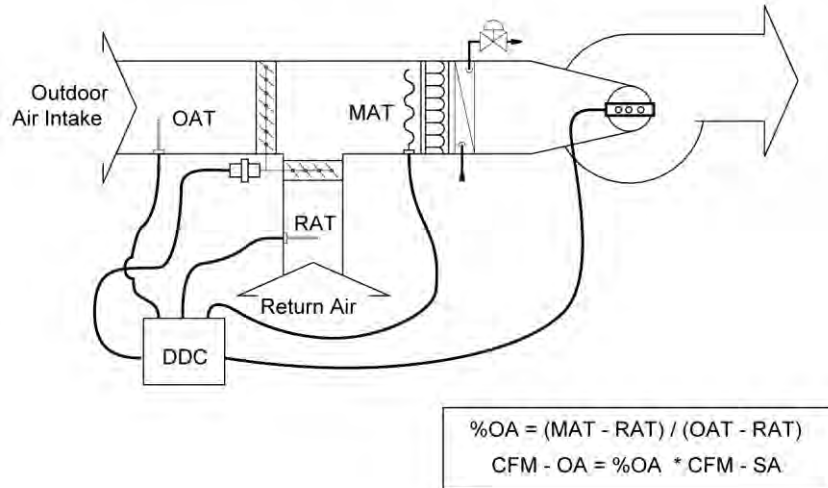 Outdoor
Air Intake
OAT
MAT
RAT
Return Air
DDC
%OA = (MAT - RAT) / (OAT - RAT)
CFM - OA = %OA * CFM - SA